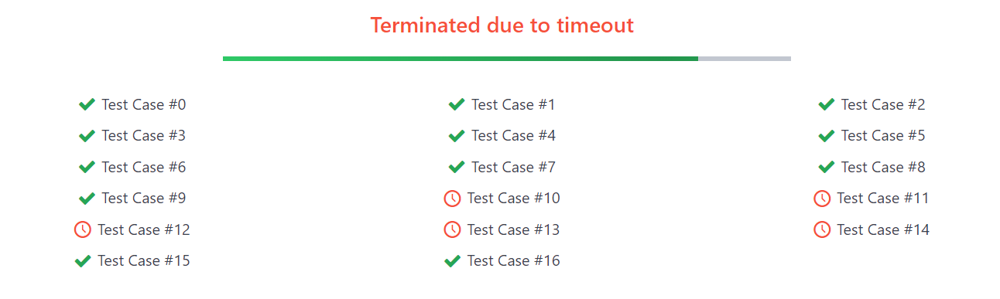 Terminated due to timeout
Test Case #0 Test Case #1 Test Case #2
Test Case #3 Test Case #4 Test Case #5
Test Case #6 Test Case #7 Test Case #8
Test Case #9 Test Case #10 Test Case #11
Test Case #12 Test Case #13 Test Case #14
Test Case #15 Test Case #16